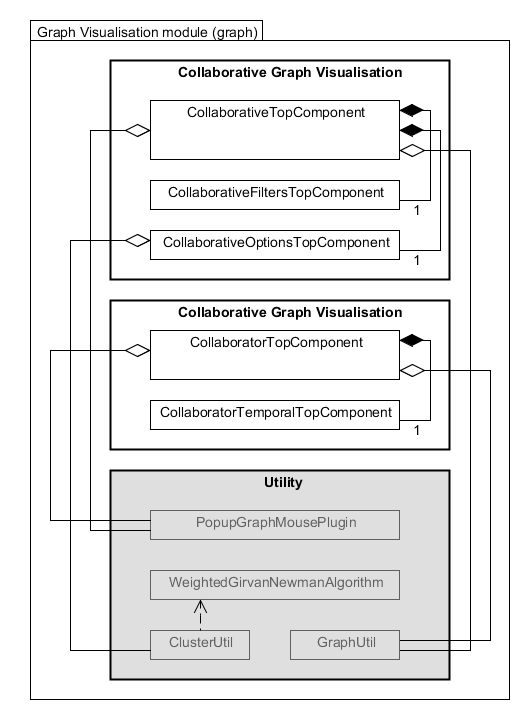 Graph Visualisation module (graph)
Collaborative Graph Visualisation
CollaborativeTopComponent
CollaborativeFiltersTopComponent
1
CollaborativeOptionsTopComponent
1
Collaborative Graph Visualisation
CollaboratorTopComponent
CollaboratorTemporalTopComponent
1
Utility
PopupGraphMousePlugin
WeightedGirvanNewmanAlgorithm
ClusterUtil
GraphUtil